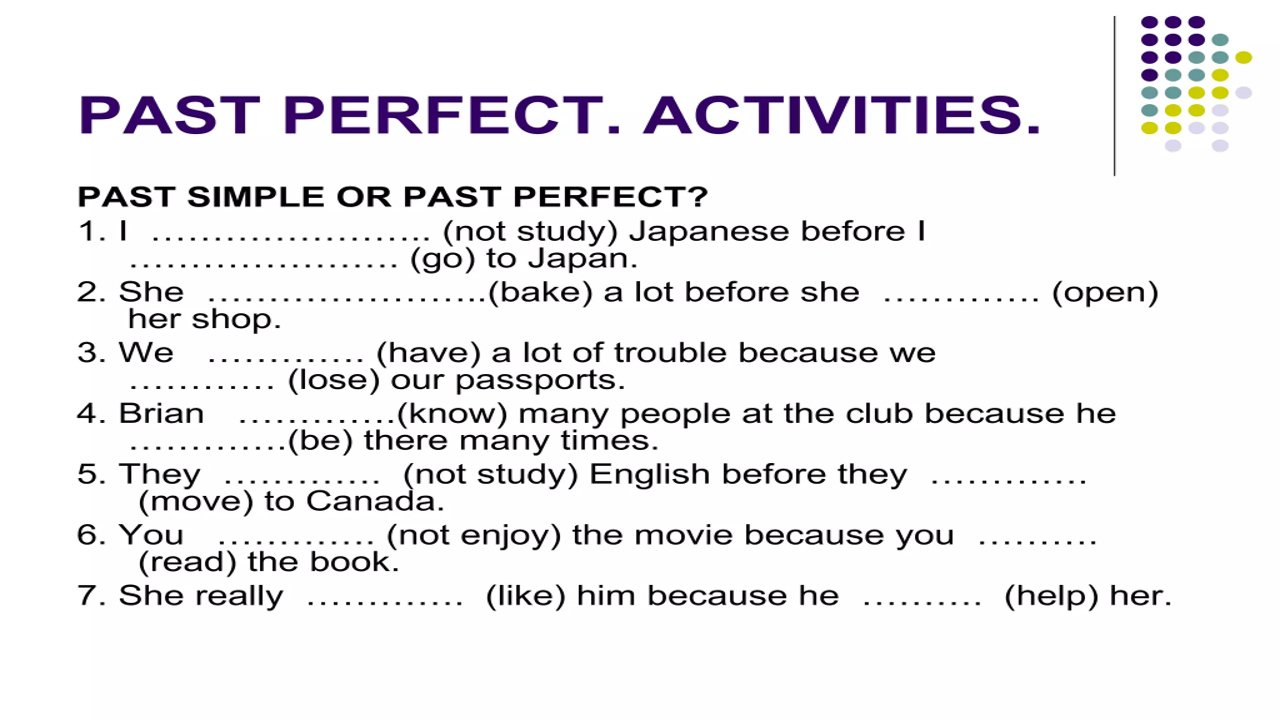 PAST PERFECT. ACTIVITIES.
PAST SIMPLE OR PAST PERFECT?
1. I …………………….. (not study) Japanese before I
…………………. (go) to Japan.
2. She ……………………..(bake) a lot before she …………. (open)
her shop.
3. We …………. (have) a lot of trouble because we
………… (lose) our passports.
4. Brian ………….(know) many people at the club because he
………….(be) there many times.
5. They …………. (not study) English before they ………….
(move) to Canada.
6. You …………. (not enjoy) the movie because you ……….
(read) the book.
7. She really …………. (like) him because he ………. (help) her.